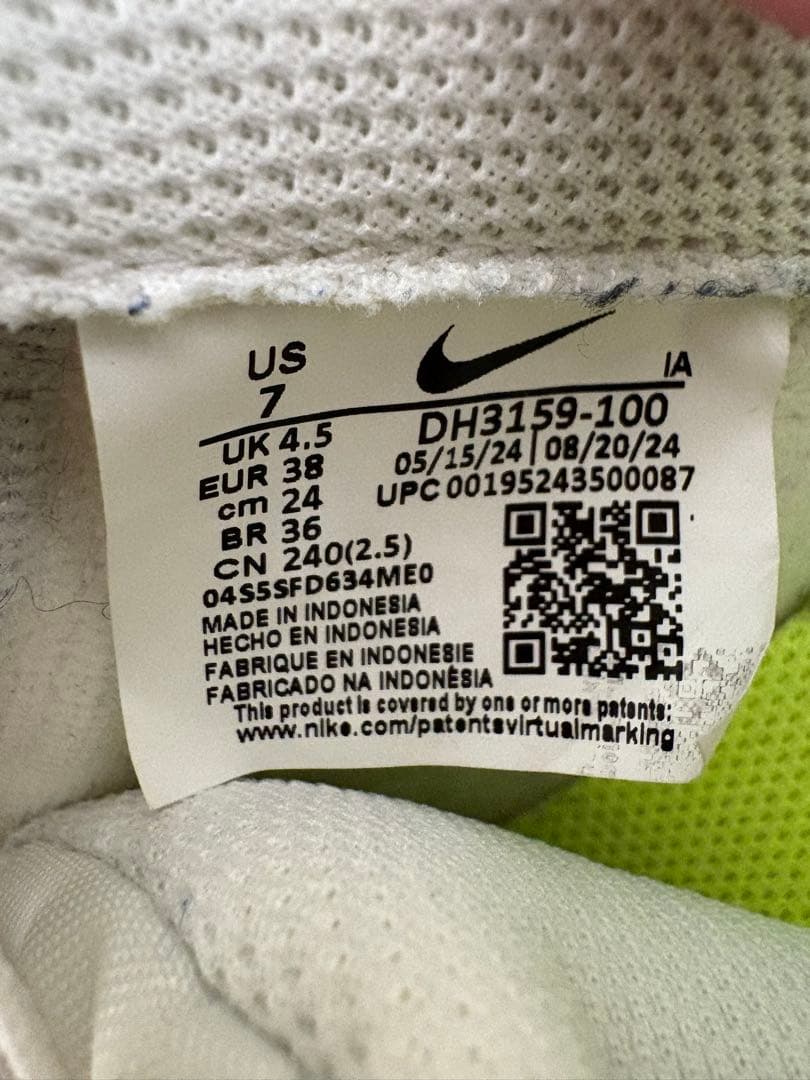 US
7
IA
UK 4.5
EUR 38
cm 24
BR 36
CN 240(2.5)
DH3159-100
05/15/24 | 08/20/24
UPC 00195243500087
04S5SFD634ME0
MADE IN INDONESIA
HECHO EN INDONESIA
FABRIQUE EN INDONESIE
FABRICADO NA INDONÉSIA
This product is covered by one or more patents:
www.nike.com/patentsvirtualmarking